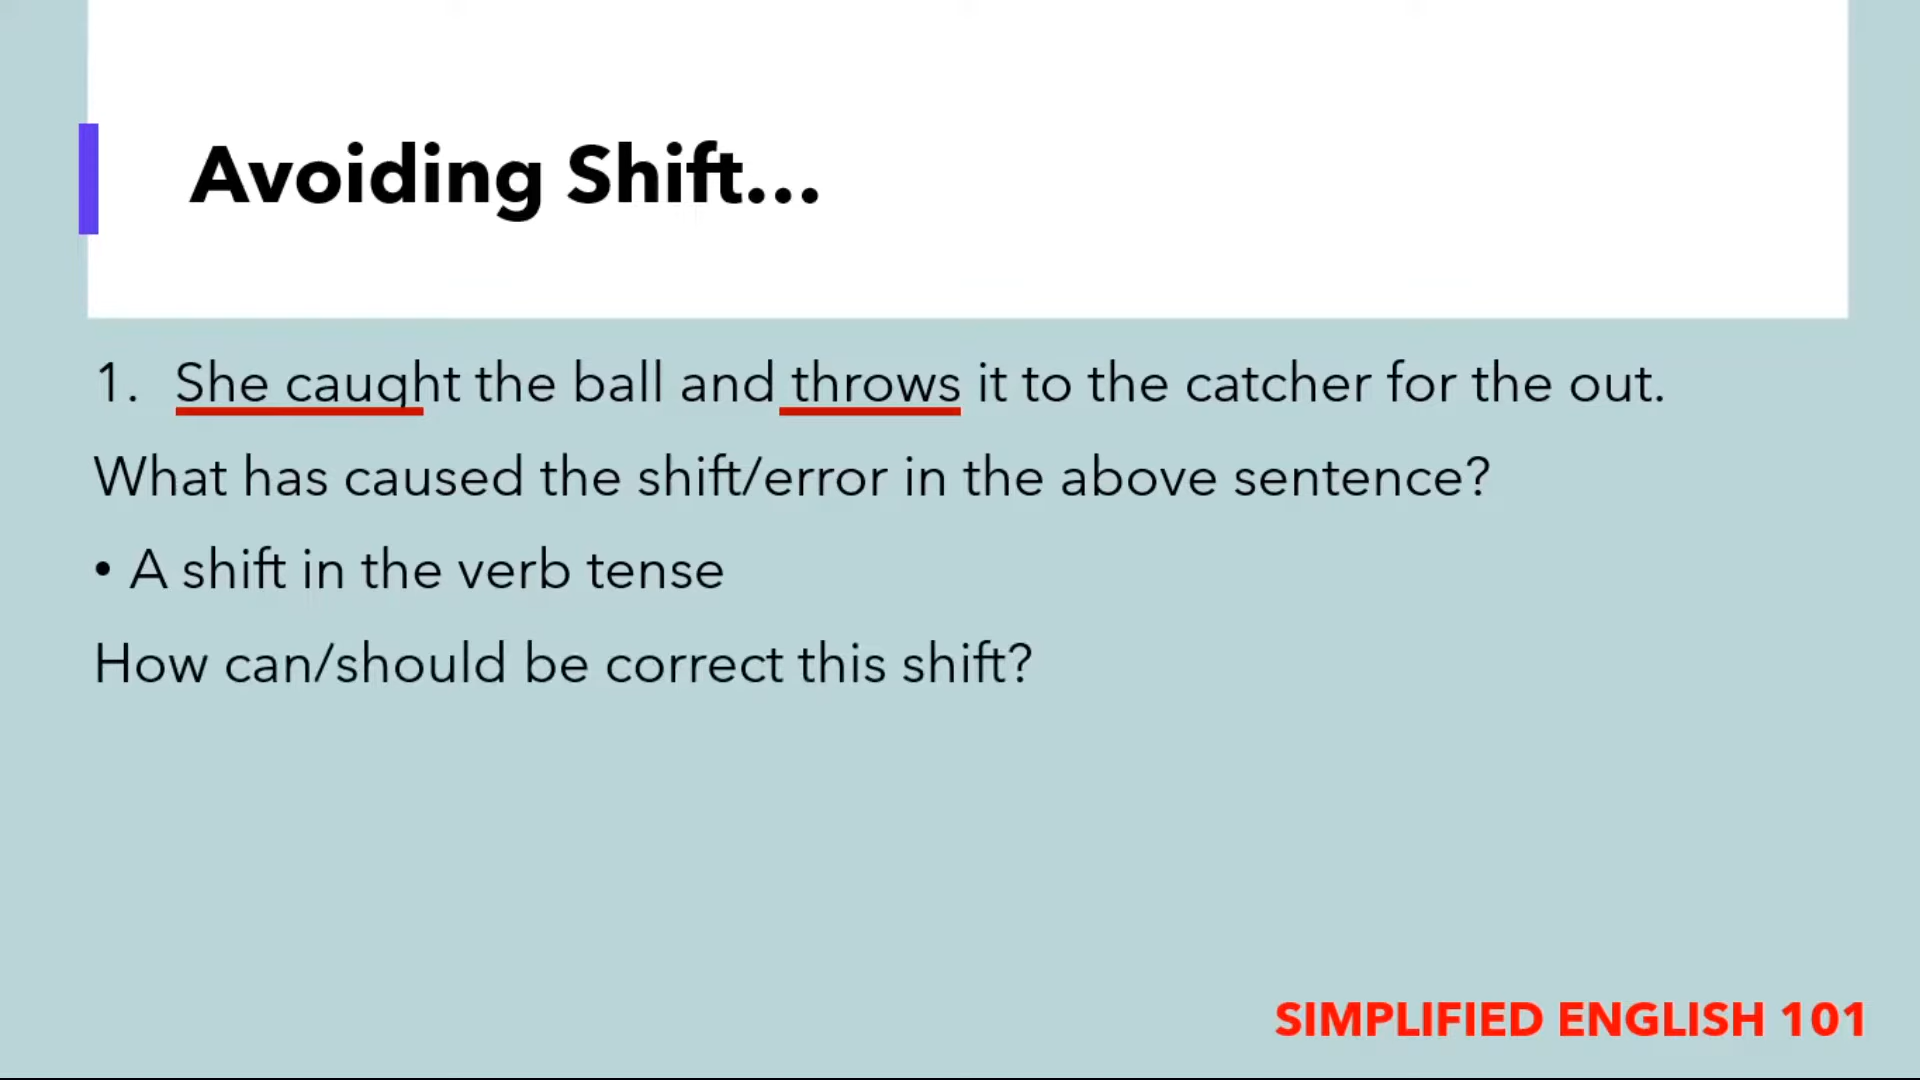 Avoiding Shift...
1. She caught the ball and throws it to the catcher for the out.
What has caused the shift/error in the above sentence?
• A shift in the verb tense
How can/should be correct this shift?
SIMPLIFIED ENGLISH 101